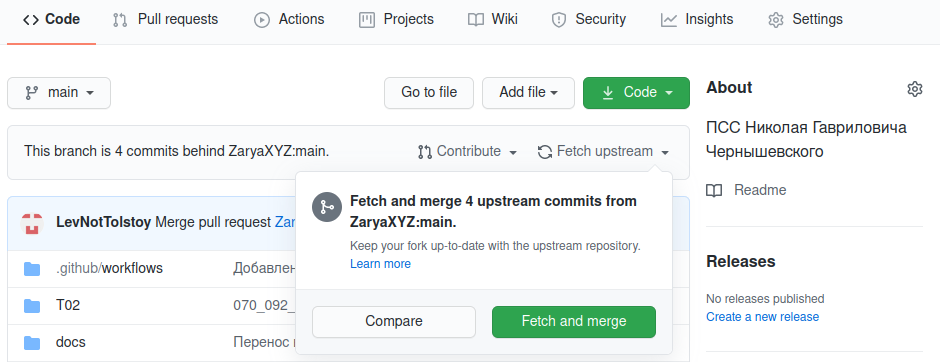 Code Pull requests Actions Projects Wiki Security Insights Settings
main Go to file Add file Code
This branch is 4 commits behind ZaryaXYZ:main. Contribute Fetch upstream
Fetch and merge 4 upstream commits from
ZaryaXYZ:main.
Keep your fork up-to-date with the upstream repository.
Learn more
Compare Fetch and merge
LevNotTolstoy Merge pull request Zar
.github/workflows Добавлен
T02 070_092_
docs Перенос
About
ПСС Николая Гавриловича
Чернышевского
Readme
Releases
No releases published
Create a new release